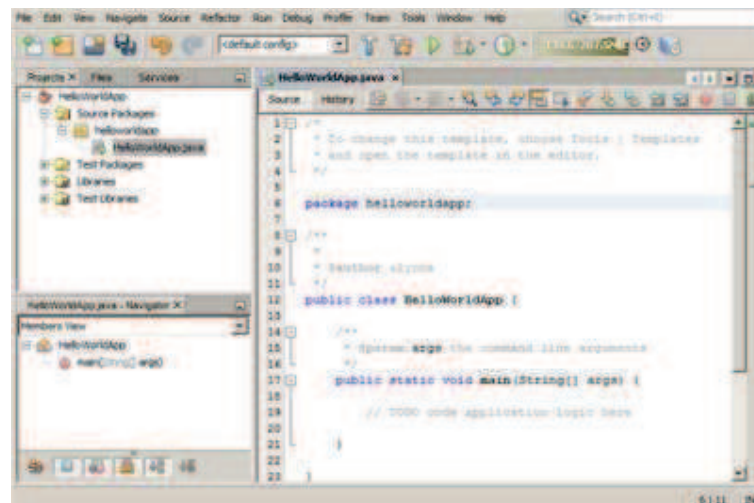 File Edit View Navigate Source Refactor Run Debug Profile Team Tools Window Help Search (Ctrl+I)
<default config>
Projects × Files Services
HelloWorldApp
Source Packages
helloworldapp
HelloWorldApp.java
Test Packages
Libraries
Test Libraries
HelloWorldApp.java - Navigator ×
Members View
HelloWorldApp
main(String[] args)
HelloWorldApp.java ×
Source History
1 /*
2 * To change this template, choose Tools | Templates
3 * and open the template in the editor.
4 */
5
6 package helloworldapp;
7
8 /**
9 *
10 * @author
11 */
12 public class HelloWorldApp {
13
14 /**
15 * @param args the command line arguments
16 */
17 public static void main(String[] args) {
18
19 // TODO code application logic here
20
21 }
22
23 }
6 | 11